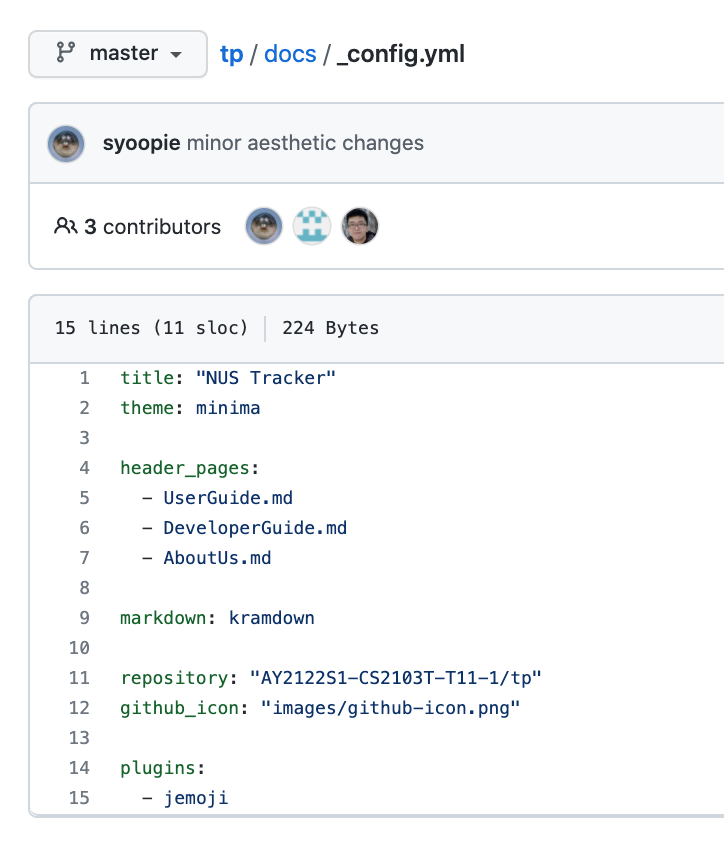 master tp / docs / _config.yml
syoopie minor aesthetic changes
3 contributors
15 lines (11 sloc) 224 Bytes
1 title: "NUS Tracker"
2 theme: minima
3
4 header_pages:
5 - UserGuide.md
6 - DeveloperGuide.md
7 - AboutUs.md
8
9 markdown: kramdown
10
11 repository: "AY2122S1-CS2103T-T11-1/tp"
12 github_icon: "images/github-icon.png"
13
14 plugins:
15 - jemoji